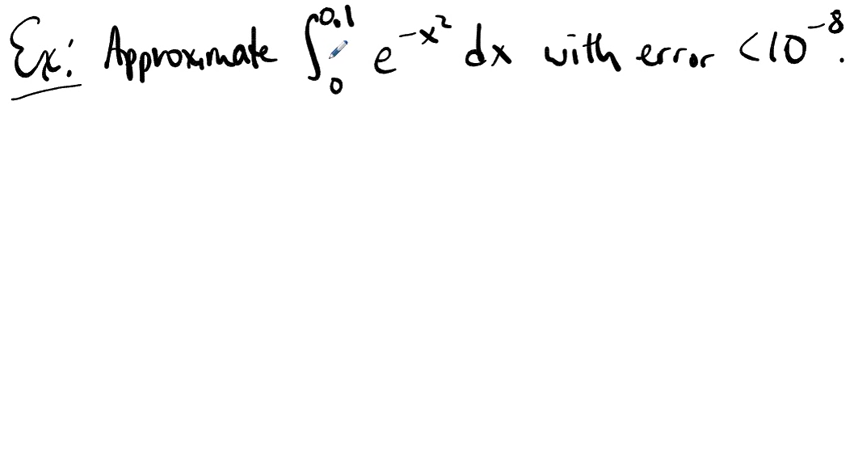 Ex: Approximate ∫₀^0.1 e^(-x²) dx with error < 10⁻⁸.